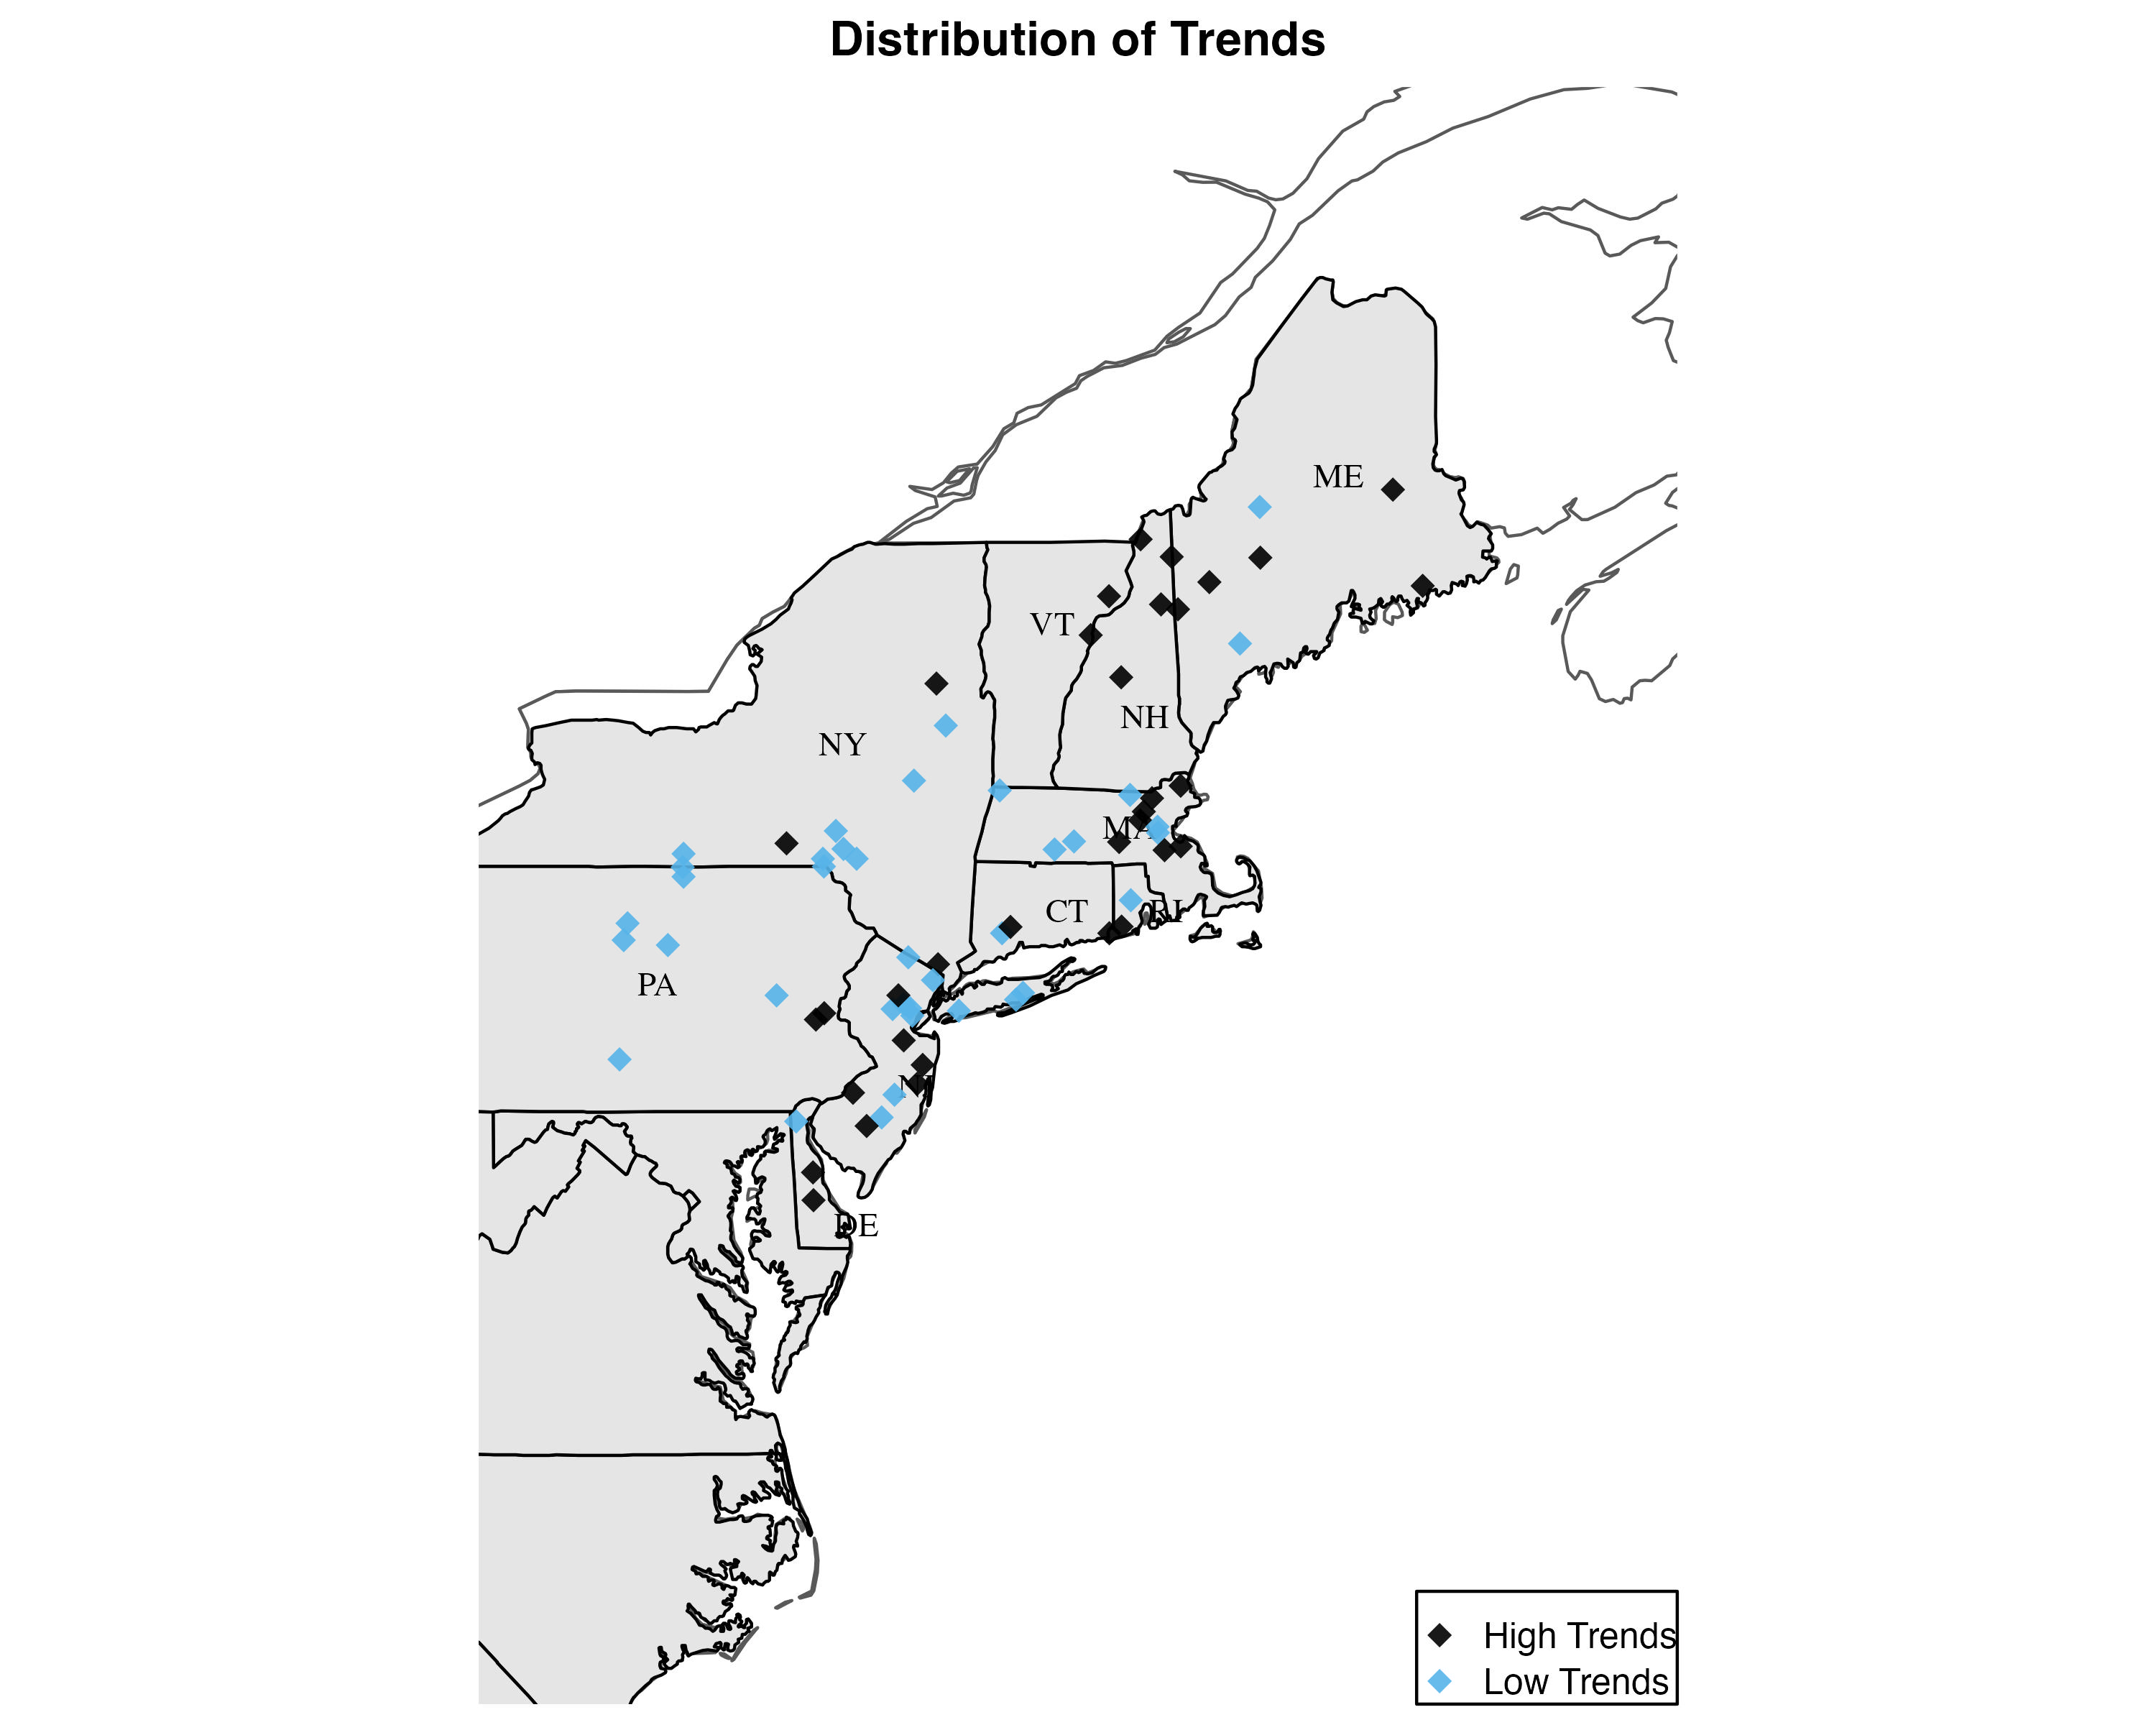 Distribution of Trends
ME
VT
NH
NY
MA
CT
RI
PA
NJ
DE
High Trends
Low Trends